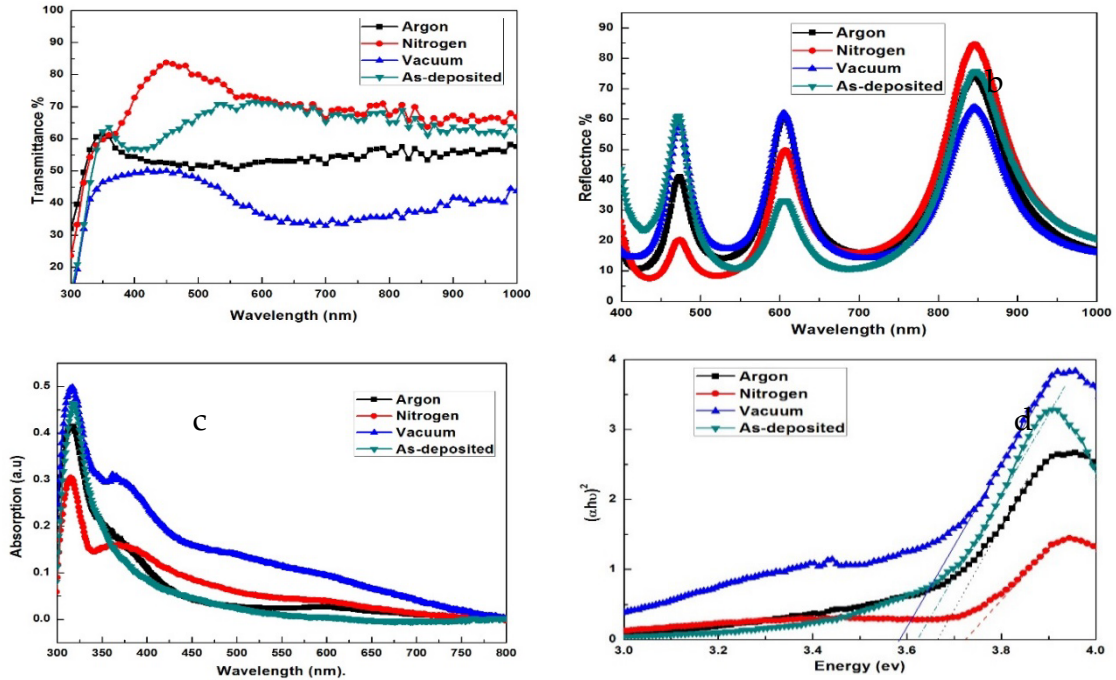 100
90
80
70
60
50
40
30
20
Transmittance %
Argon
Nitrogen
Vacuum
As-deposited
300 400 500 600 700 800 900 1000
Wavelength (nm)
90
80
70
60
50
40
30
20
10
0
Reflectnce %
Argon
Nitrogen
Vacuum
As-deposited
b
400 500 600 700 800 900 1000
Wavelength (nm)
0.5
0.4
0.3
0.2
0.1
0.0
Absorption (a.u)
c
Argon
Nitrogen
Vacuum
As-deposited
300 350 400 450 500 550 600 650 700 750 800
Wavelength (nm).
4
3
2
1
0
(αhυ)²
Argon
Nitrogen
Vacuum
As-deposited
d
3.0 3.2 3.4 3.6 3.8 4.0
Energy (ev)